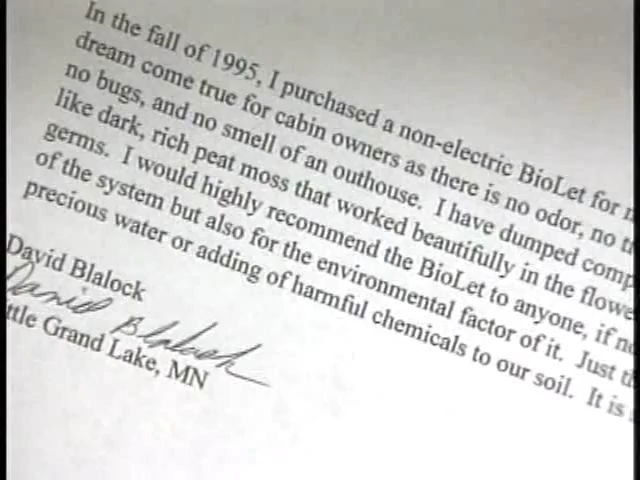 In the fall of 1995, I purchased a non-electric BioLet for
dream come true for cabin owners as there is no odor, no
no bugs, and no smell of an outhouse. I have dumped
like dark, rich peat moss that worked beautifully in the
germs. I would highly recommend the BioLet to anyone, if
of the system but also for the environmental factor of it. Just
precious water or adding of harmful chemicals to our soil. It is
David Blalock
David Blalock
ttle Grand Lake, MN